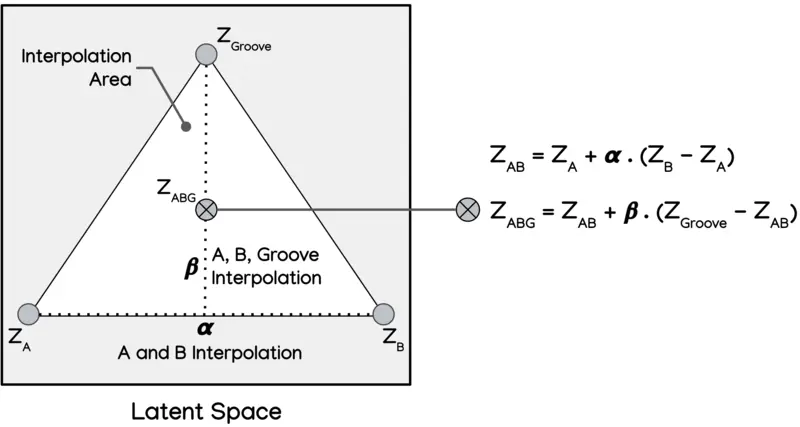 Z_Groove
Interpolation
Area
Z_AB = Z_A + α . (Z_B − Z_A)
Z_ABG
Z_ABG = Z_AB + β . (Z_Groove − Z_AB)
β
A, B, Groove
Interpolation
Z_A
α
Z_B
A and B Interpolation
Latent Space